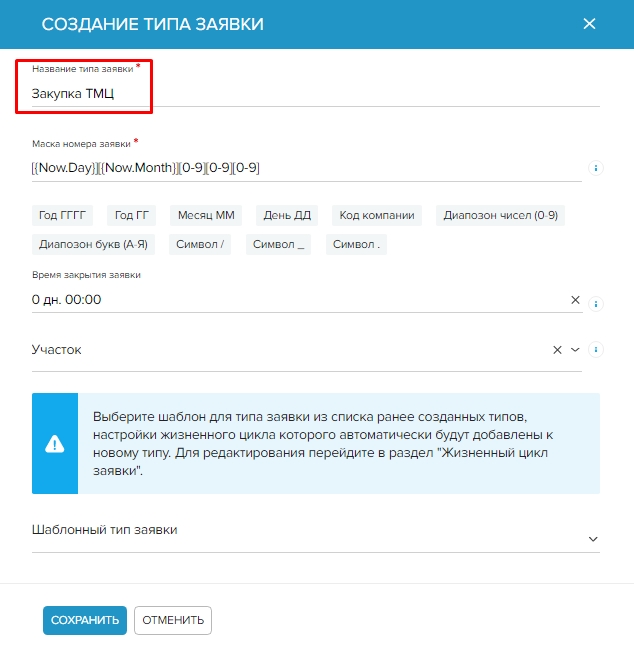 СОЗДАНИЕ ТИПА ЗАЯВКИ
Название типа заявки *
Закупка ТМЦ
Маска номера заявки *
[{Now.Day}][{Now.Month}][0-9][0-9][0-9]
Год ГГГГ Год ГГ Месяц ММ День ДД Код компании Диапозон чисел (0-9)
Диапозон букв (А-Я) Символ / Символ _ Символ .
Время закрытия заявки
0 дн. 00:00
Участок
Выберите шаблон для типа заявки из списка ранее созданных типов,
настройки жизненного цикла которого автоматически будут добавлены к
новому типу. Для редактирования перейдите в раздел "Жизненный цикл
заявки".
Шаблонный тип заявки
СОХРАНИТЬ ОТМЕНИТЬ